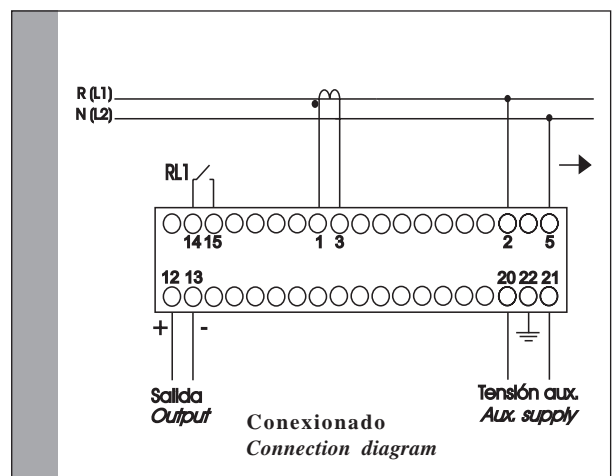 R (L1)
N (L2)
RL1
14 15 1 3 2 5
12 13 20 22 21
+ -
Salida Tensión aux.
Output Aux. supply
Conexionado
Connection diagram